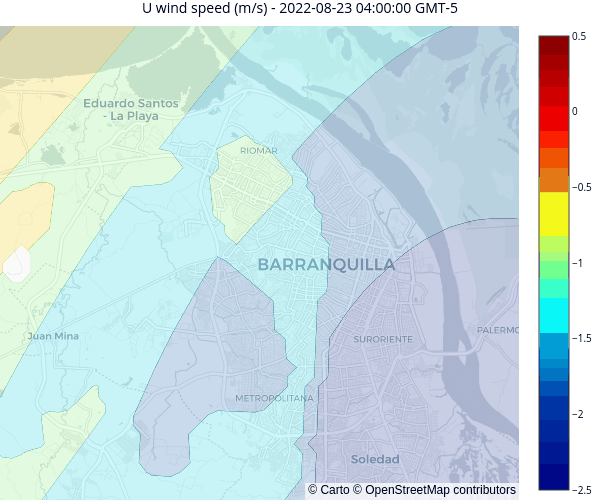 U wind speed (m/s) - 2022-08-23 04:00:00 GMT-5
0.5
0
−0.5
−1
−1.5
−2
−2.5
Eduardo Santos
- La Playa
RIOMAR
BARRANQUILLA
Juan Mina
SURORIENTE
PALERMO
METROPOLITANA
Soledad
© Carto © OpenStreetMap contributors